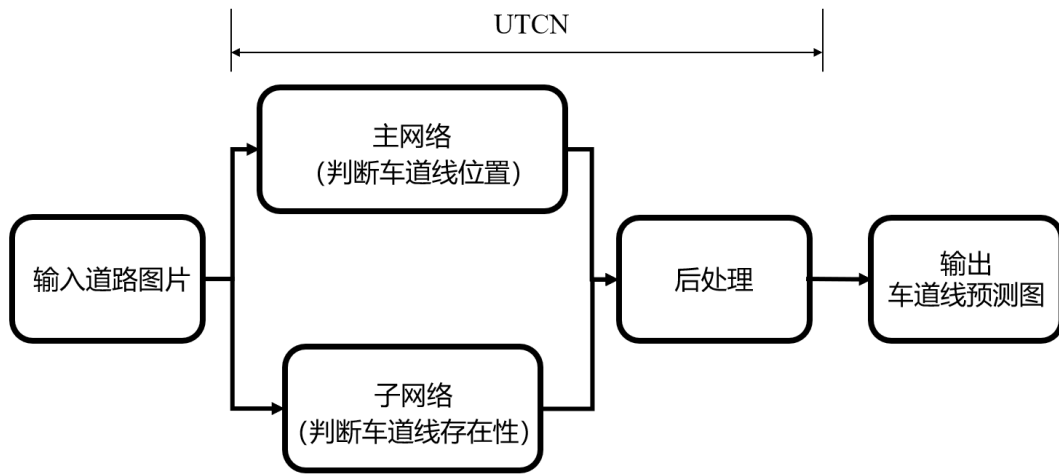 UTCN
主网络
（判断车道线位置）
输入道路图片
后处理
输出
车道线预测图
子网络
（判断车道线存在性）